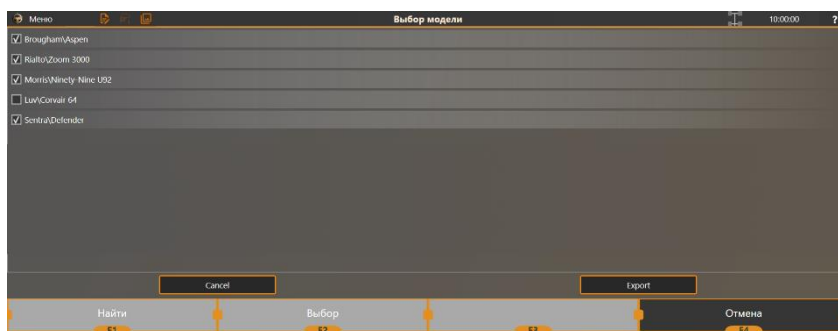 Меню Выбор модели 10:00:00 ?
Brougham\Aspen
Rialto\Zoom 3000
Morris\Ninety-Nine U92
Luv\Corvair 64
Sentra\Defender
Cancel Export
Найти Выбор Отмена
F1 F2 F3 F4